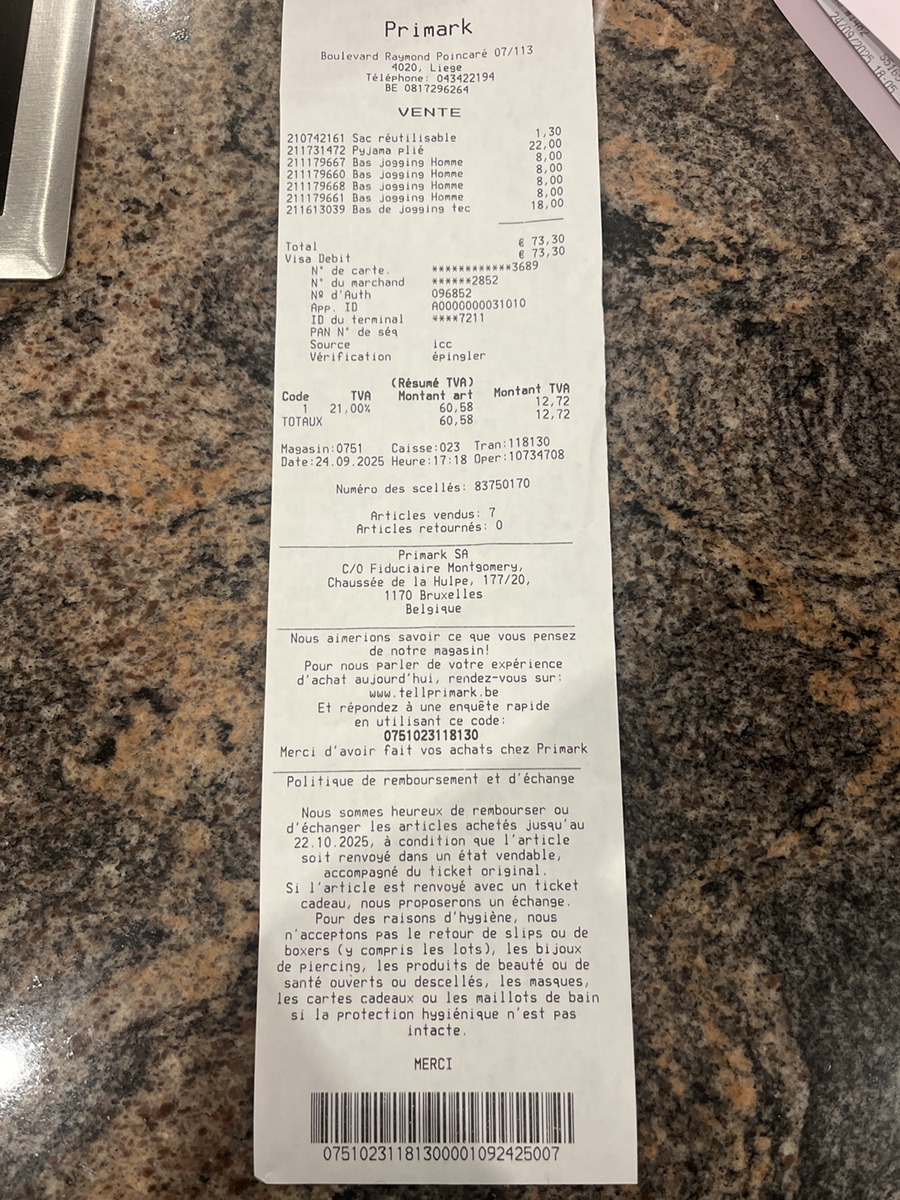 Primark
Boulevard Raymond Poincaré 07/113
4020, Liege
Téléphone: 043422194
BE 0817296264
VENTE
210742161 Sac réutilisable 1,30
211731472 Pyjama plié 22,00
211179667 Bas jogging Homme 8,00
211179660 Bas jogging Homme 8,00
211179668 Bas jogging Homme 8,00
211179661 Bas jogging Homme 8,00
211613039 Bas de jogging tec 18,00
Total € 73,30
Visa Debit € 73,30
N° de carte. ************3689
N° du marchand ******2852
Nº d'Auth 096852
App. ID A0000000031010
ID du terminal ****7211
PAN N° de séq
Source icc
Vérification épingler
(Résumé TVA)
Code TVA Montant art Montant TVA
1 21,00% 60,58 12,72
TOTAUX 60,58 12,72
Magasin:0751 Caisse:023 Tran:118130
Date:24.09.2025 Heure:17:18 Oper:10734708
Numéro des scellés: 83750170
Articles vendus: 7
Articles retournés: 0
Primark SA
C/O Fiduciaire Montgomery,
Chaussée de la Hulpe, 177/20,
1170 Bruxelles
Belgique
Nous aimerions savoir ce que vous pensez
de notre magasin!
Pour nous parler de votre expérience
d'achat aujourd'hui, rendez-vous sur:
www.tellprimark.be
Et répondez à une enquête rapide
en utilisant ce code:
0751023118130
Merci d'avoir fait vos achats chez Primark
Politique de remboursement et d'échange
Nous sommes heureux de rembourser ou
d'échanger les articles achetés jusqu'au
22.10.2025, à condition que l'article
soit renvoyé dans un état vendable,
accompagné du ticket original.
Si l'article est renvoyé avec un ticket
cadeau, nous proposerons un échange.
Pour des raisons d'hygiène, nous
n'acceptons pas le retour de slips ou de
boxers (y compris les lots), les bijoux
de piercing, les produits de beauté ou de
santé ouverts ou descellés, les masques,
les cartes cadeaux ou les maillots de bain
si la protection hygiénique n'est pas
intacte.
MERCI
07510231181300001092425007
24/09/2025 18:05